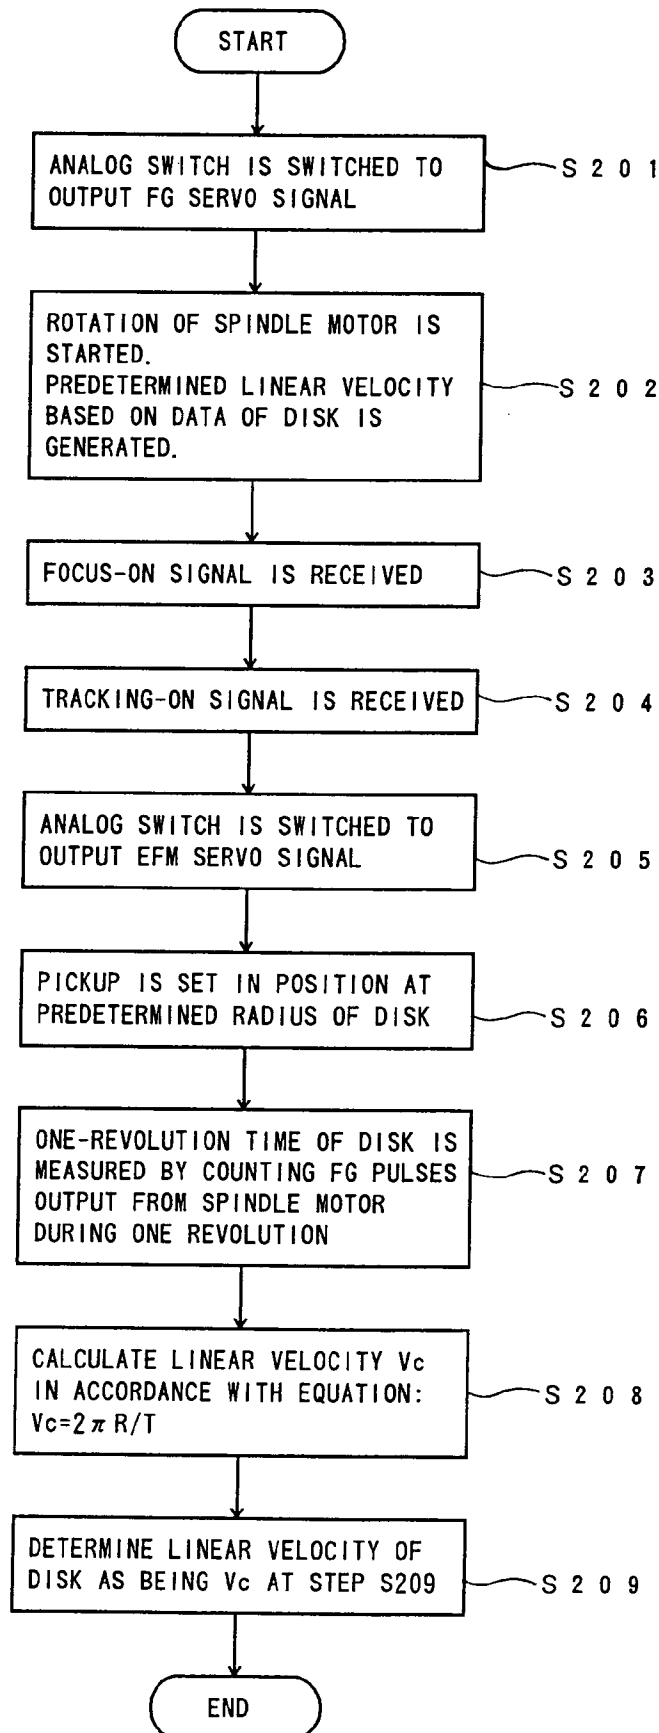 START
ANALOG SWITCH IS SWITCHED TO
OUTPUT FG SERVO SIGNAL
S201
ROTATION OF SPINDLE MOTOR IS
STARTED.
PREDETERMINED LINEAR VELOCITY
BASED ON DATA OF DISK IS
GENERATED.
S202
FOCUS-ON SIGNAL IS RECEIVED
S203
TRACKING-ON SIGNAL IS RECEIVED
S204
ANALOG SWITCH IS SWITCHED TO
OUTPUT EFM SERVO SIGNAL
S205
PICKUP IS SET IN POSITION AT
PREDETERMINED RADIUS OF DISK
S206
ONE-REVOLUTION TIME OF DISK IS
MEASURED BY COUNTING FG PULSES
OUTPUT FROM SPINDLE MOTOR
DURING ONE REVOLUTION
S207
CALCULATE LINEAR VELOCITY Vc
IN ACCORDANCE WITH EQUATION:
Vc=2πR/T
S208
DETERMINE LINEAR VELOCITY OF
DISK AS BEING Vc AT STEP S209
S209
END